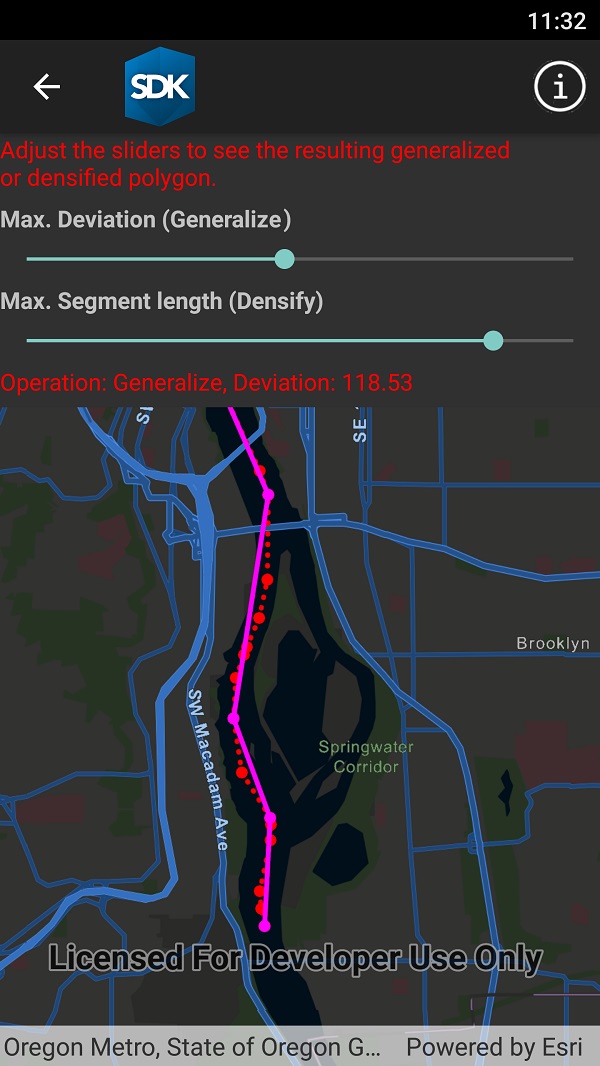 11:32
SDK
Adjust the sliders to see the resulting generalized
or densified polygon.
Max. Deviation (Generalize)
Max. Segment length (Densify)
Operation: Generalize, Deviation: 118.53
SE
Brooklyn
SW Macadam Ave
Springwater
Corridor
Licensed For Developer Use Only
Oregon Metro, State of Oregon G... Powered by Esri